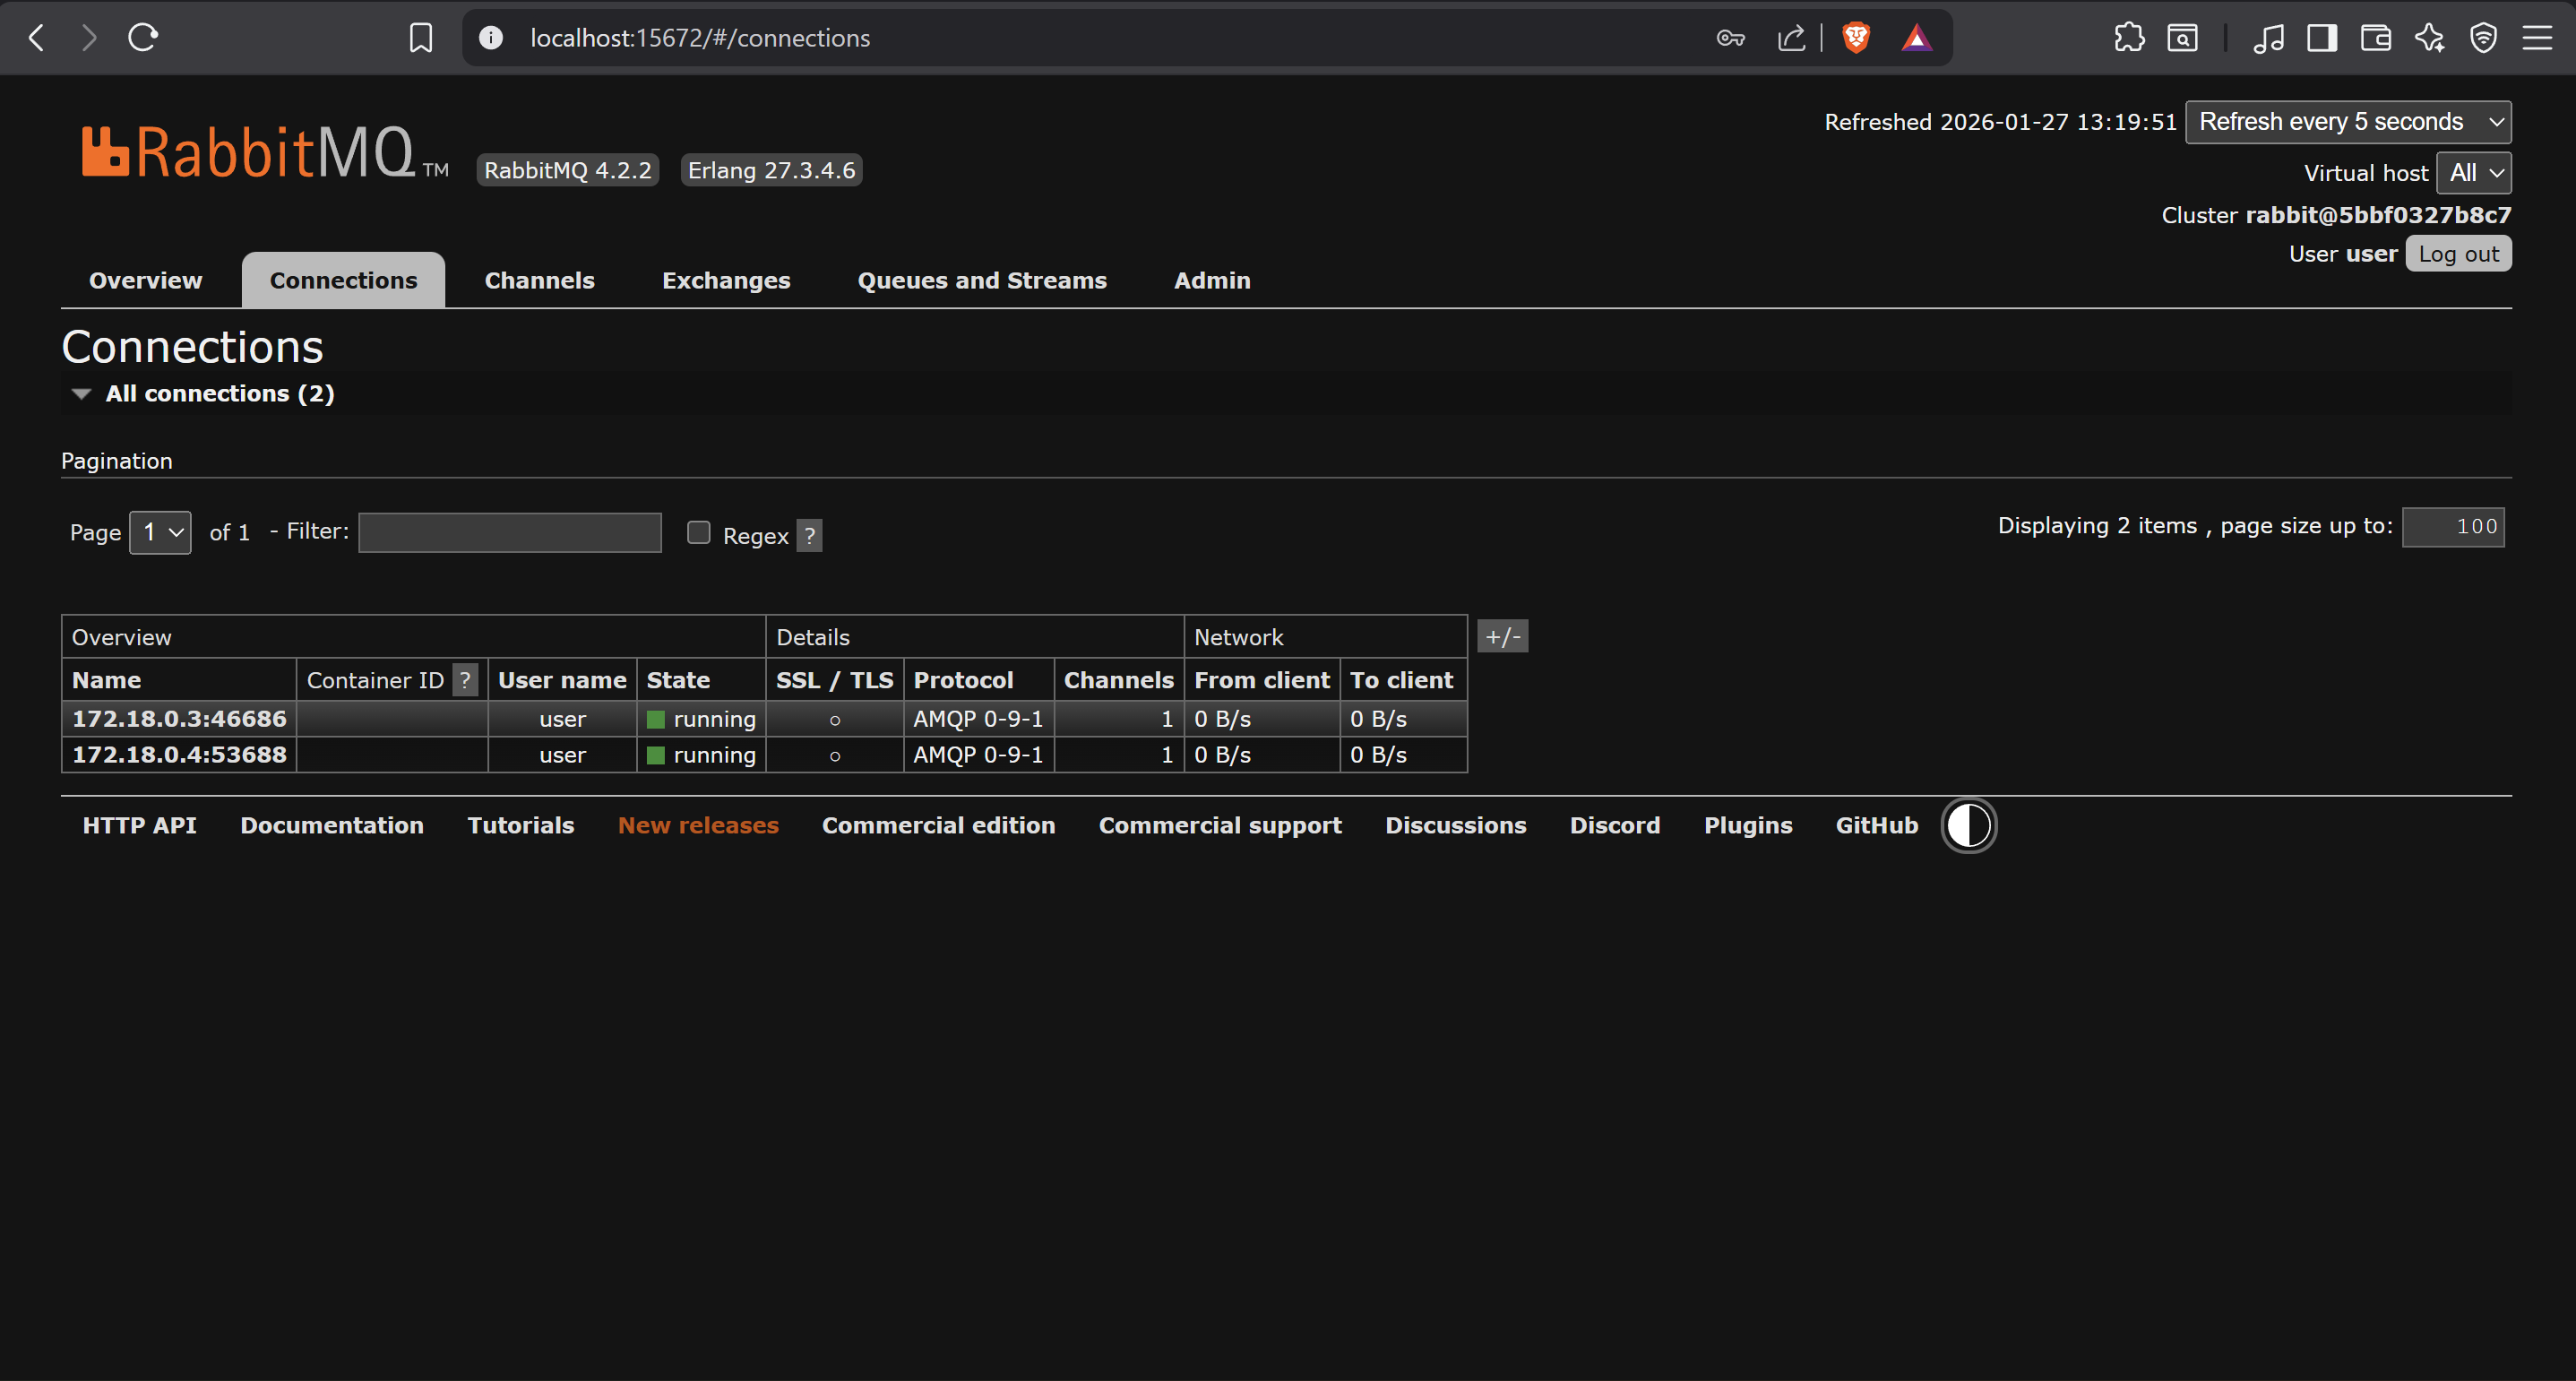 localhost:15672/#/connections
Refreshed 2026-01-27 13:19:51 Refresh every 5 seconds
RabbitMQ TM RabbitMQ 4.2.2 Erlang 27.3.4.6
Virtual host All
Cluster rabbit@5bbf0327b8c7
User user Log out
Overview Connections Channels Exchanges Queues and Streams Admin
Connections
All connections (2)
Pagination
Page 1 of 1 - Filter: Regex ? Displaying 2 items , page size up to: 100
Overview Details Network +/-
Name Container ID ? User name State SSL / TLS Protocol Channels From client To client
172.18.0.3:46686 user running ○ AMQP 0-9-1 1 0 B/s 0 B/s
172.18.0.4:53688 user running ○ AMQP 0-9-1 1 0 B/s 0 B/s
HTTP API Documentation Tutorials New releases Commercial edition Commercial support Discussions Discord Plugins GitHub